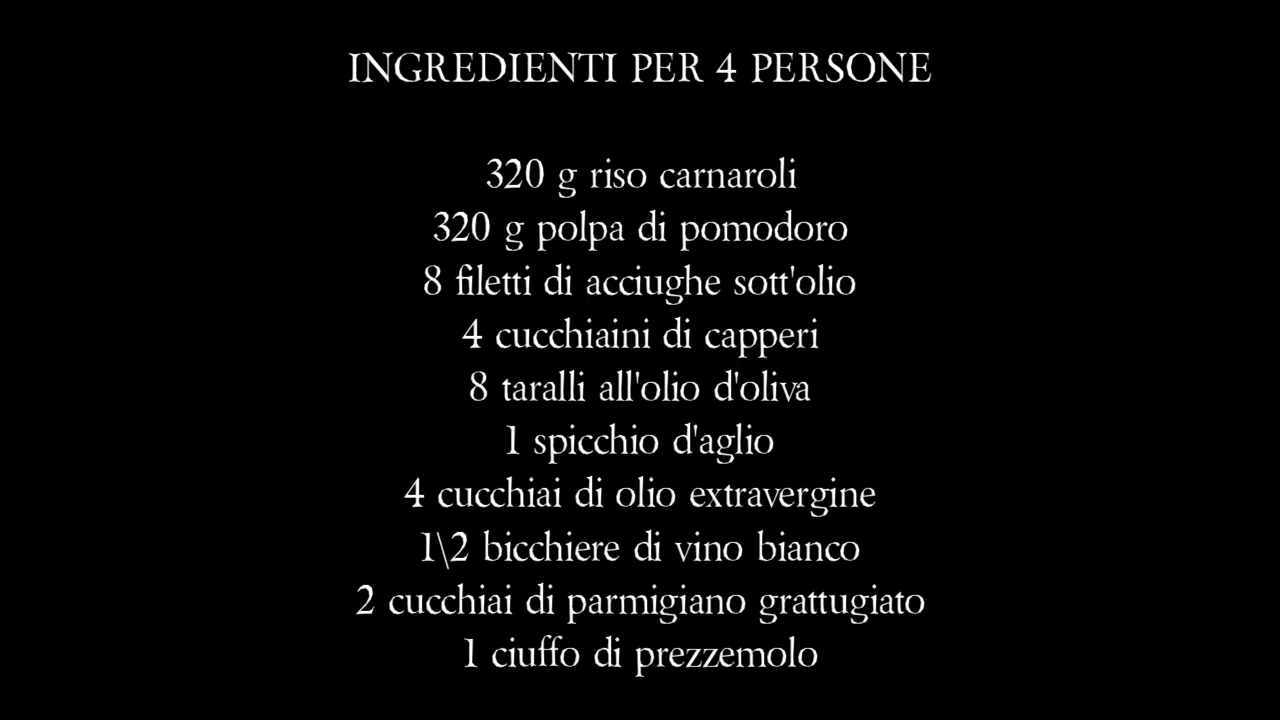 INGREDIENTI PER 4 PERSONE
320 g riso carnaroli
320 g polpa di pomodoro
8 filetti di acciughe sott'olio
4 cucchiaini di capperi
8 taralli all'olio d'oliva
1 spicchio d'aglio
4 cucchiai di olio extravergine
1\2 bicchiere di vino bianco
2 cucchiai di parmigiano grattugiato
1 ciuffo di prezzemolo